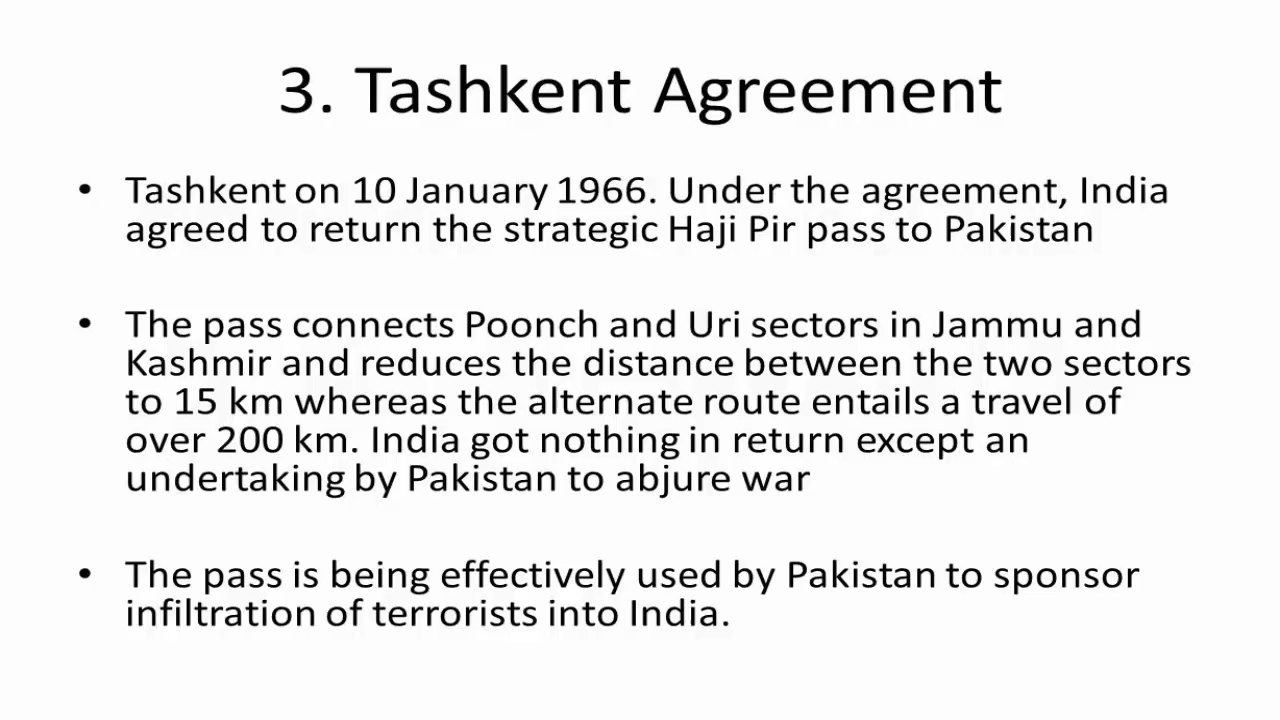 3. Tashkent Agreement
• Tashkent on 10 January 1966. Under the agreement, India
agreed to return the strategic Haji Pir pass to Pakistan
• The pass connects Poonch and Uri sectors in Jammu and
Kashmir and reduces the distance between the two sectors
to 15 km whereas the alternate route entails a travel of
over 200 km. India got nothing in return except an
undertaking by Pakistan to abjure war
• The pass is being effectively used by Pakistan to sponsor
infiltration of terrorists into India.